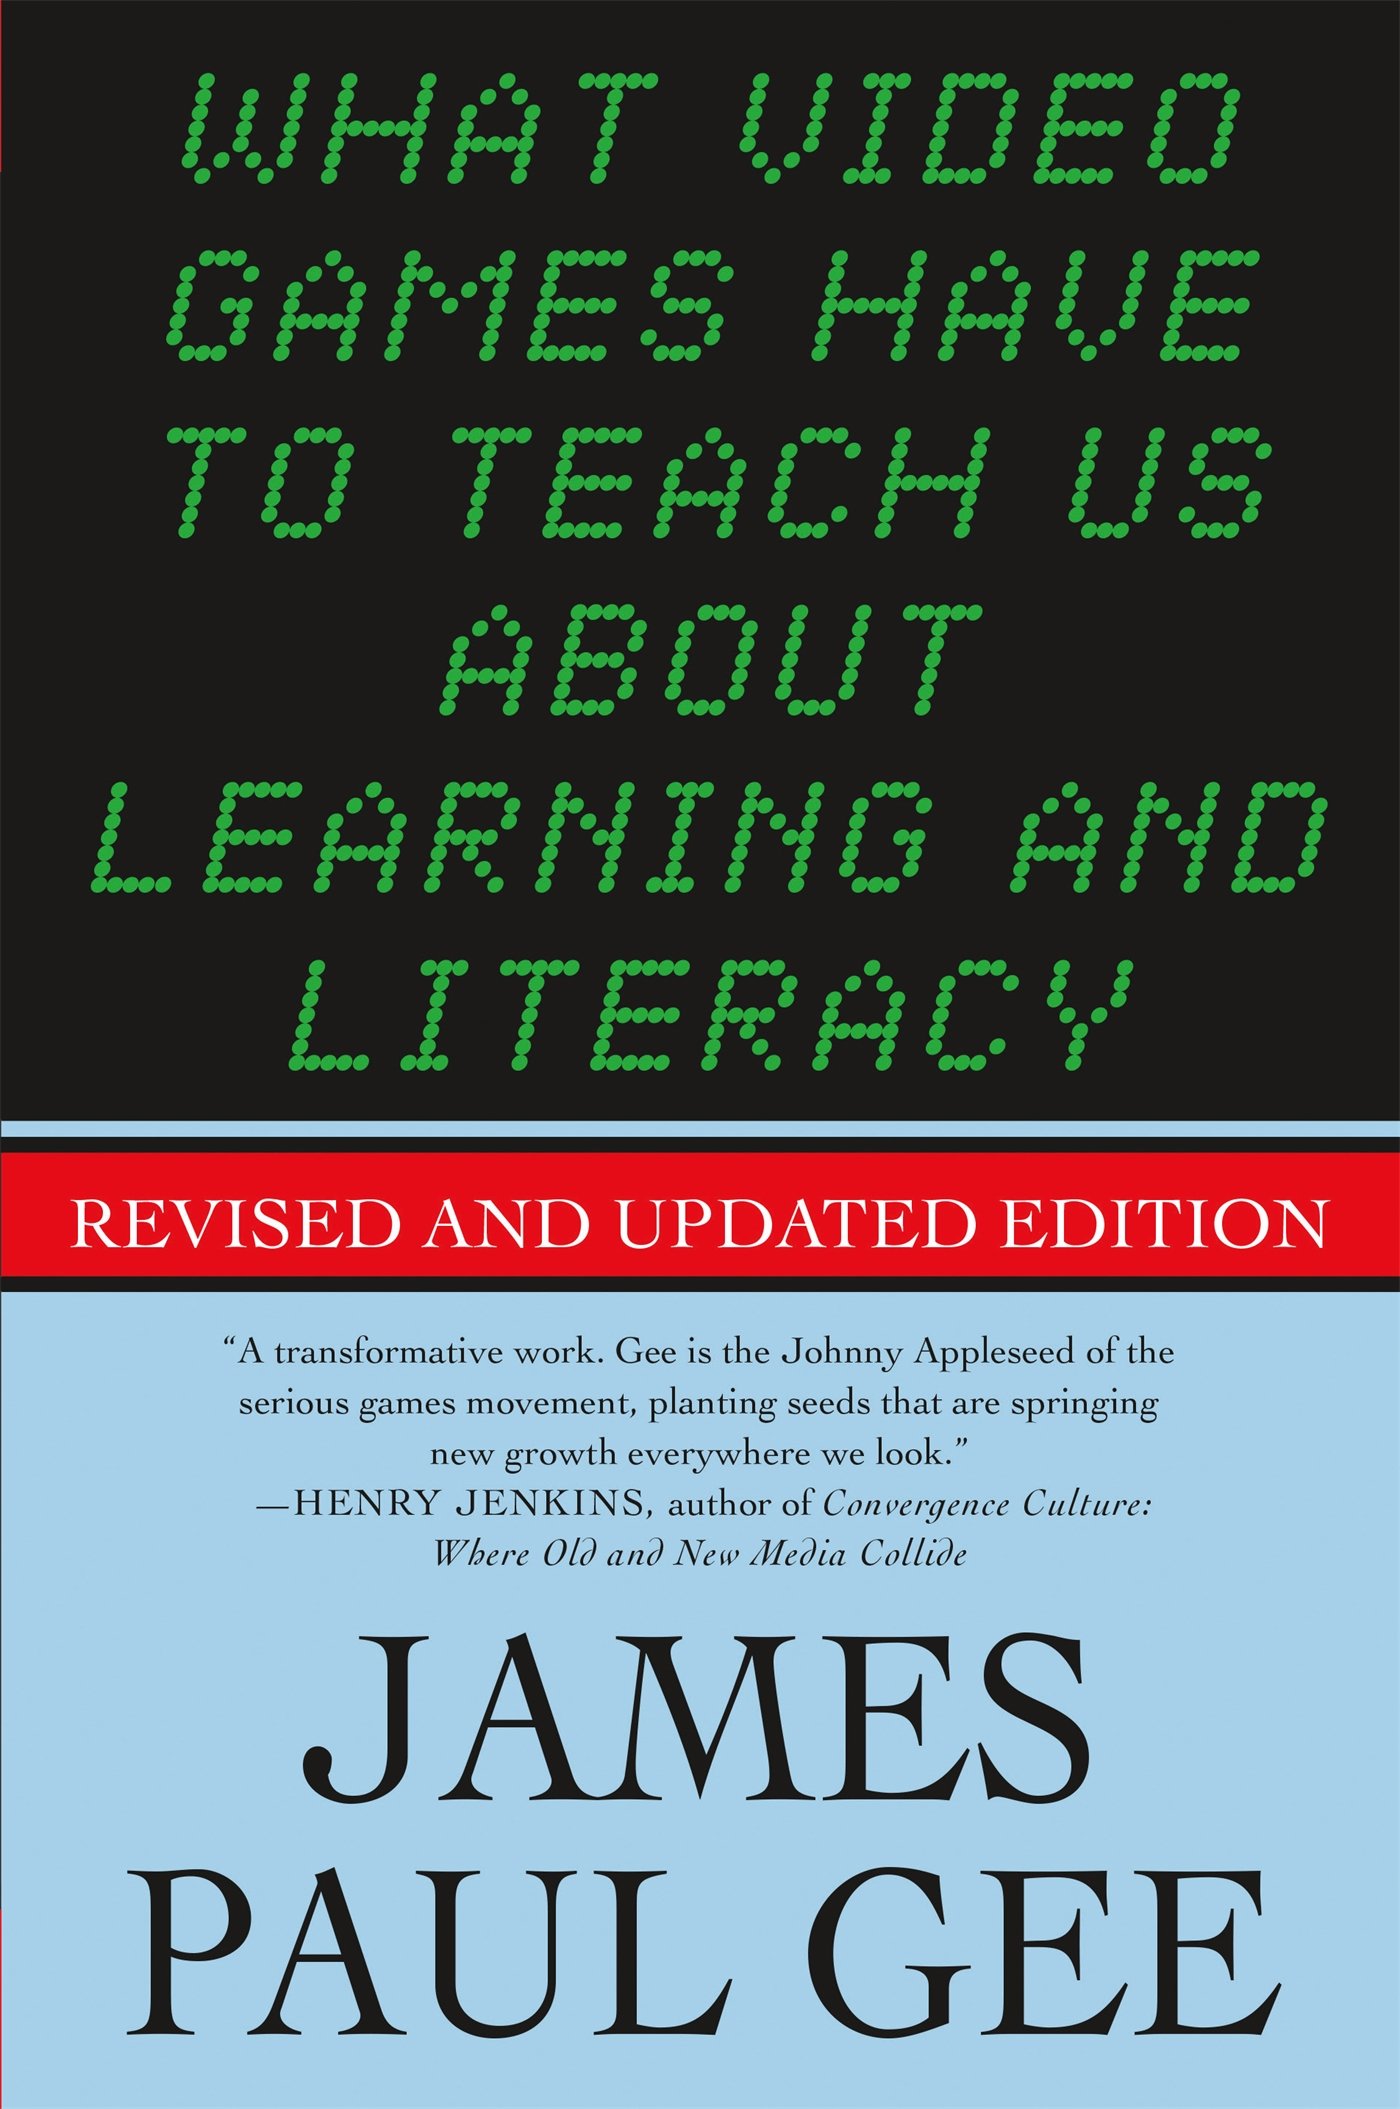 WHAT VIDEO
GAMES HAVE
TO TEACH US
ABOUT
LEARNING AND
LITERACY
REVISED AND UPDATED EDITION
“A transformative work. Gee is the Johnny Appleseed of the
serious games movement, planting seeds that are springing
new growth everywhere we look.”
—HENRY JENKINS, author of Convergence Culture:
Where Old and New Media Collide
JAMES
PAUL GEE